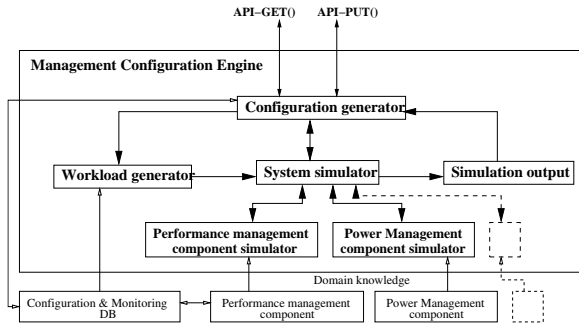 API–GET() API–PUT()
Management Configuration Engine
Configuration generator
Workload generator
System simulator
Simulation output
Performance management
component simulator
Power Management
component simulator
Domain knowledge
Configuration & Monitoring
DB
Performance management
component
Power Management
component